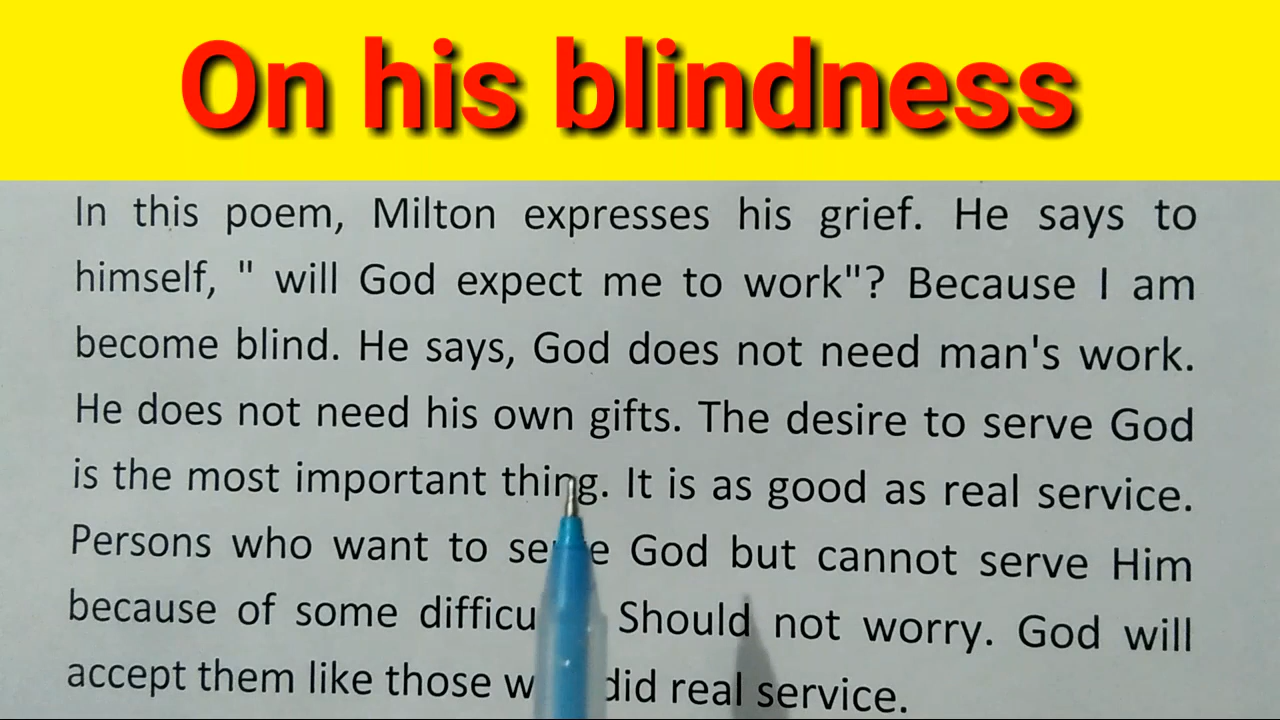 On his blindness
In this poem, Milton expresses his grief. He says to
himself, " will God expect me to work"? Because I am
become blind. He says, God does not need man's work.
He does not need his own gifts. The desire to serve God
is the most important thing. It is as good as real service.
Persons who want to serve God but cannot serve Him
because of some Should not worry. God will
accept them like those did real service.